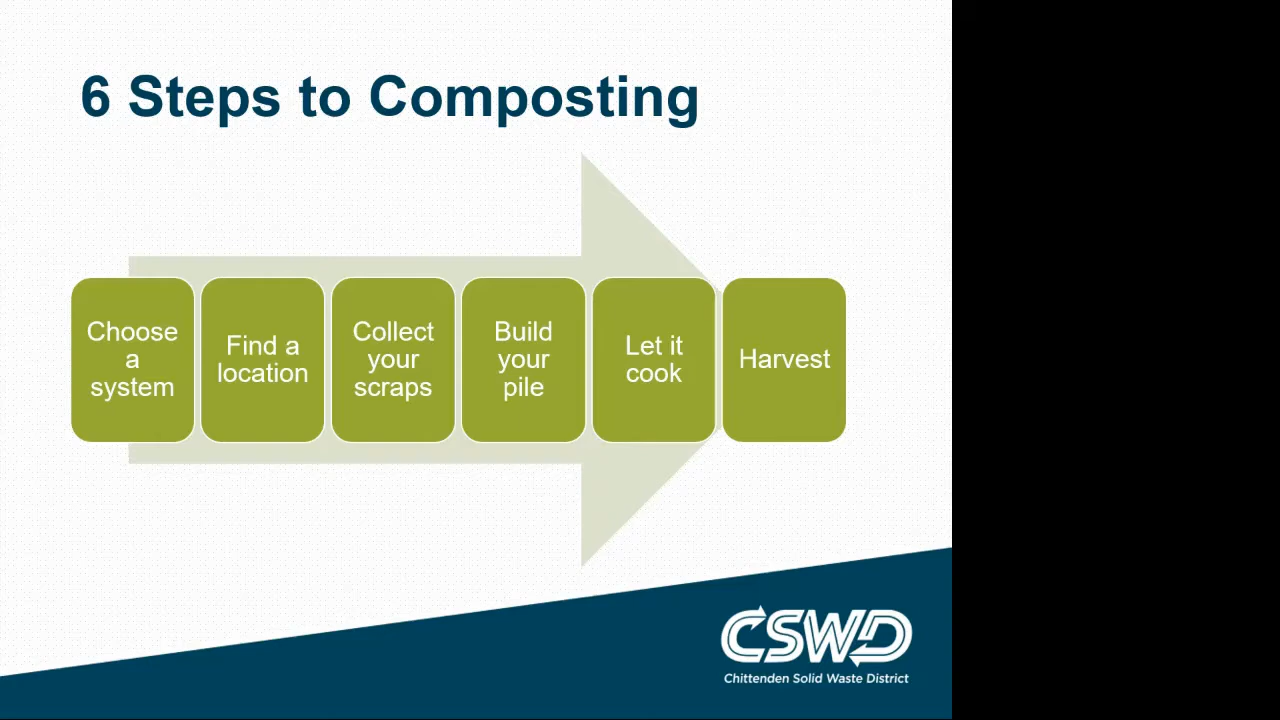 6 Steps to Composting
Choose
a
system
Find a
location
Collect
your
scraps
Build
your
pile
Let it
cook
Harvest
CSWD
Chittenden Solid Waste District